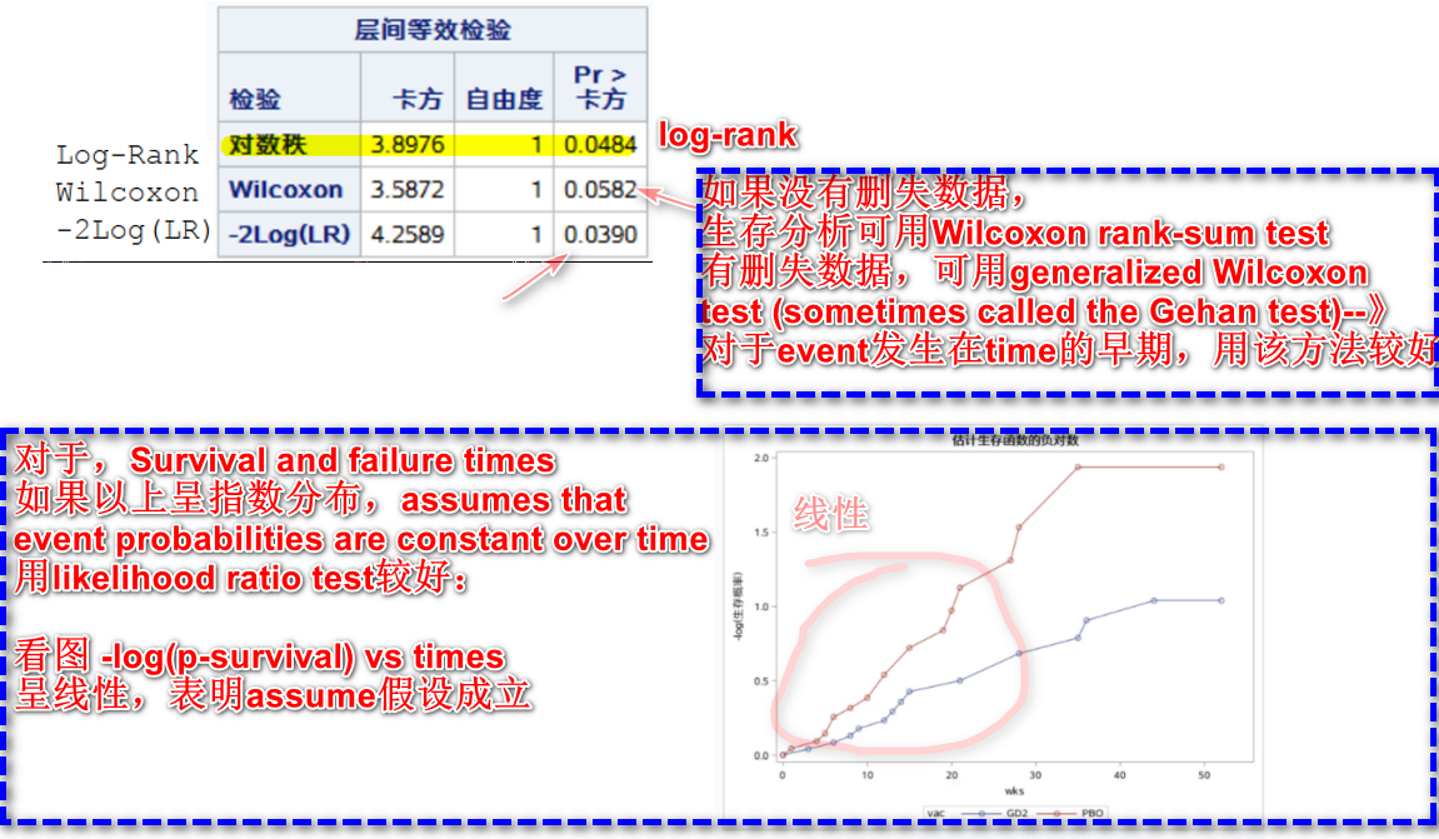 层间等效检验
检验 卡方 自由度 Pr > 卡方
对数秩 3.8976 1 0.0484
Wilcoxon 3.5872 1 0.0582
-2Log(LR) 4.2589 1 0.0390
Log-Rank
Wilcoxon
-2Log(LR)
log-rank
如果没有删失数据，
生存分析可用Wilcoxon rank-sum test
有删失数据，可用generalized Wilcoxon
test (sometimes called the Gehan test)--》
对于event发生在time的早期，用该方法较好
对于，Survival and failure times
如果以上呈指数分布，assumes that
event probabilities are constant over time
用likelihood ratio test较好：
看图 -log(p-survival) vs times
呈线性，表明assume假设成立
估计生存函数的负对数
线性
-log(生存概率)
2.0
1.5
1.0
0.5
0.0
0 10 20 30 40 50
wks
vac GD2 PBO